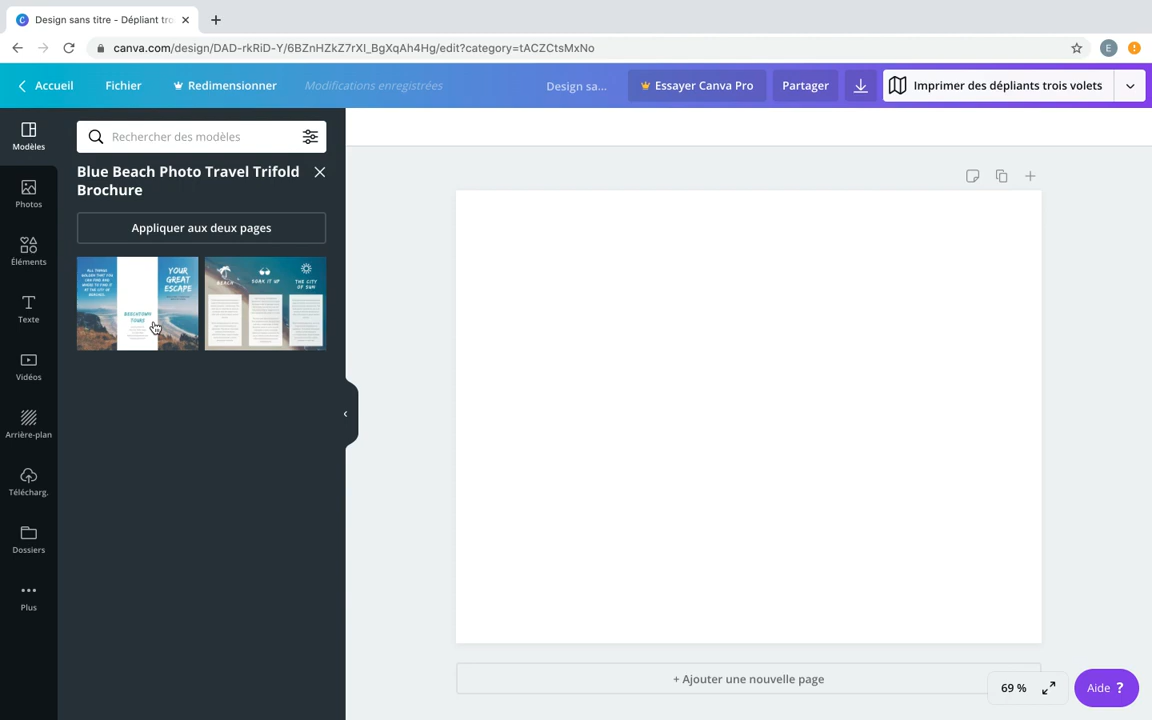 Design sans titre - Dépliant tro
canva.com/design/DAD-rkRiD-Y/6BZnHZkZ7rXI_BgXqAh4Hg/edit?category=tACZCtsMxNo
E
Accueil
Fichier
Redimensionner
Modifications enregistrées
Design sa...
Essayer Canva Pro
Partager
Imprimer des dépliants trois volets
Modèles
Photos
Éléments
Texte
Vidéos
Arrière-plan
Télécharg.
Dossiers
Plus
Rechercher des modèles
Blue Beach Photo Travel Trifold
Brochure
Appliquer aux deux pages
YOUR
GREAT
ESCAPE
BEACHTOWN
TOURS
BEACH
SOAK IT UP
THE CITY
OF SUN
+ Ajouter une nouvelle page
69 %
Aide ?